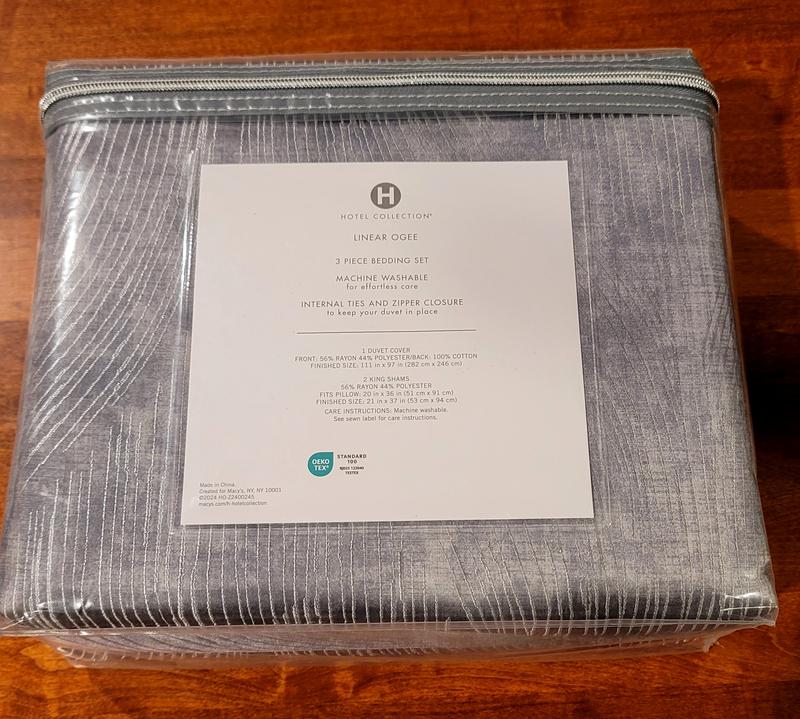 H
HOTEL COLLECTION®
LINEAR OGEE
3 PIECE BEDDING SET
MACHINE WASHABLE
for effortless care
INTERNAL TIES AND ZIPPER CLOSURE
to keep your duvet in place
1 DUVET COVER
FRONT: 56% RAYON 44% POLYESTER/BACK: 100% COTTON
FINISHED SIZE: 111 in x 97 in (282 cm x 246 cm)
2 KING SHAMS
56% RAYON 44% POLYESTER
FITS PILLOW: 20 in x 36 in (51 cm x 91 cm)
FINISHED SIZE: 21 in x 37 in (53 cm x 94 cm)
CARE INSTRUCTIONS: Machine washable.
See sewn label for care instructions.
OEKO
TEX®
STANDARD
100
TESTEX
Made in China.
Created for Macy's, NY, NY 10001
©2024 HO-Z2400245
macys.com/h-hotelcollection